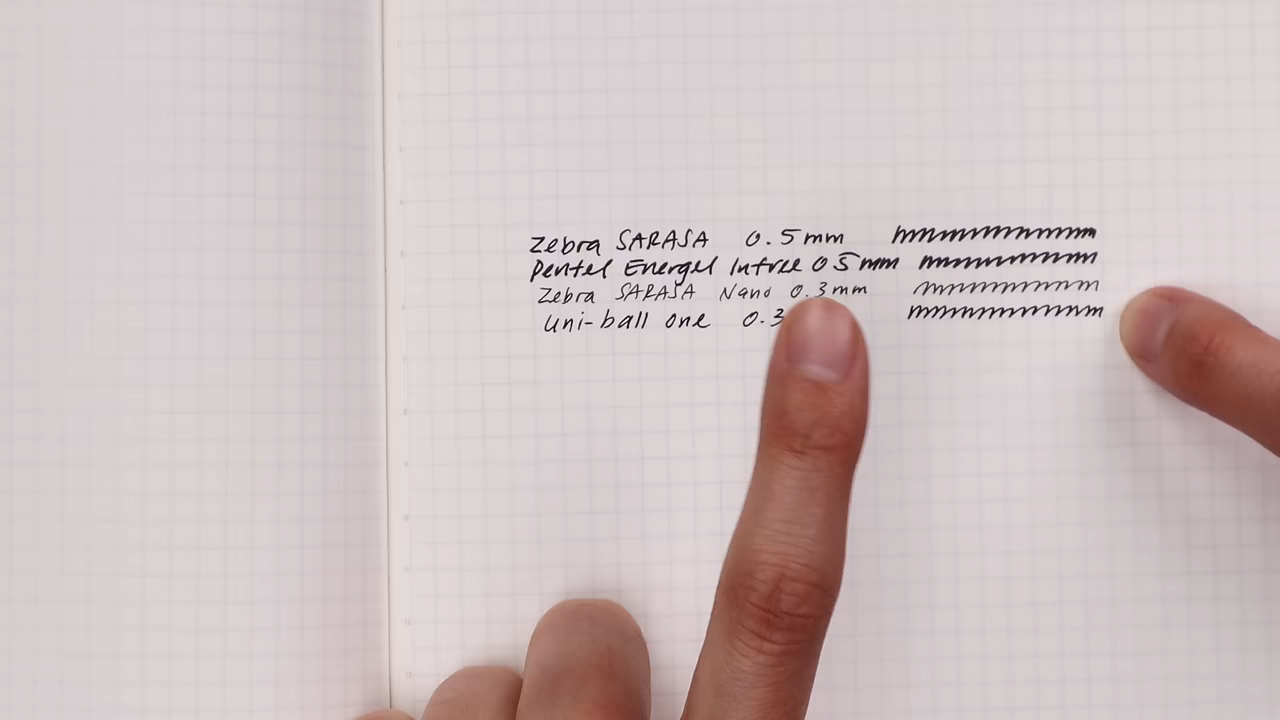 Zebra SARASA 0.5mm
Pentel Energel Infree 0.5mm
Zebra SARASA Nano 0.3mm
Uni-ball one 0.3